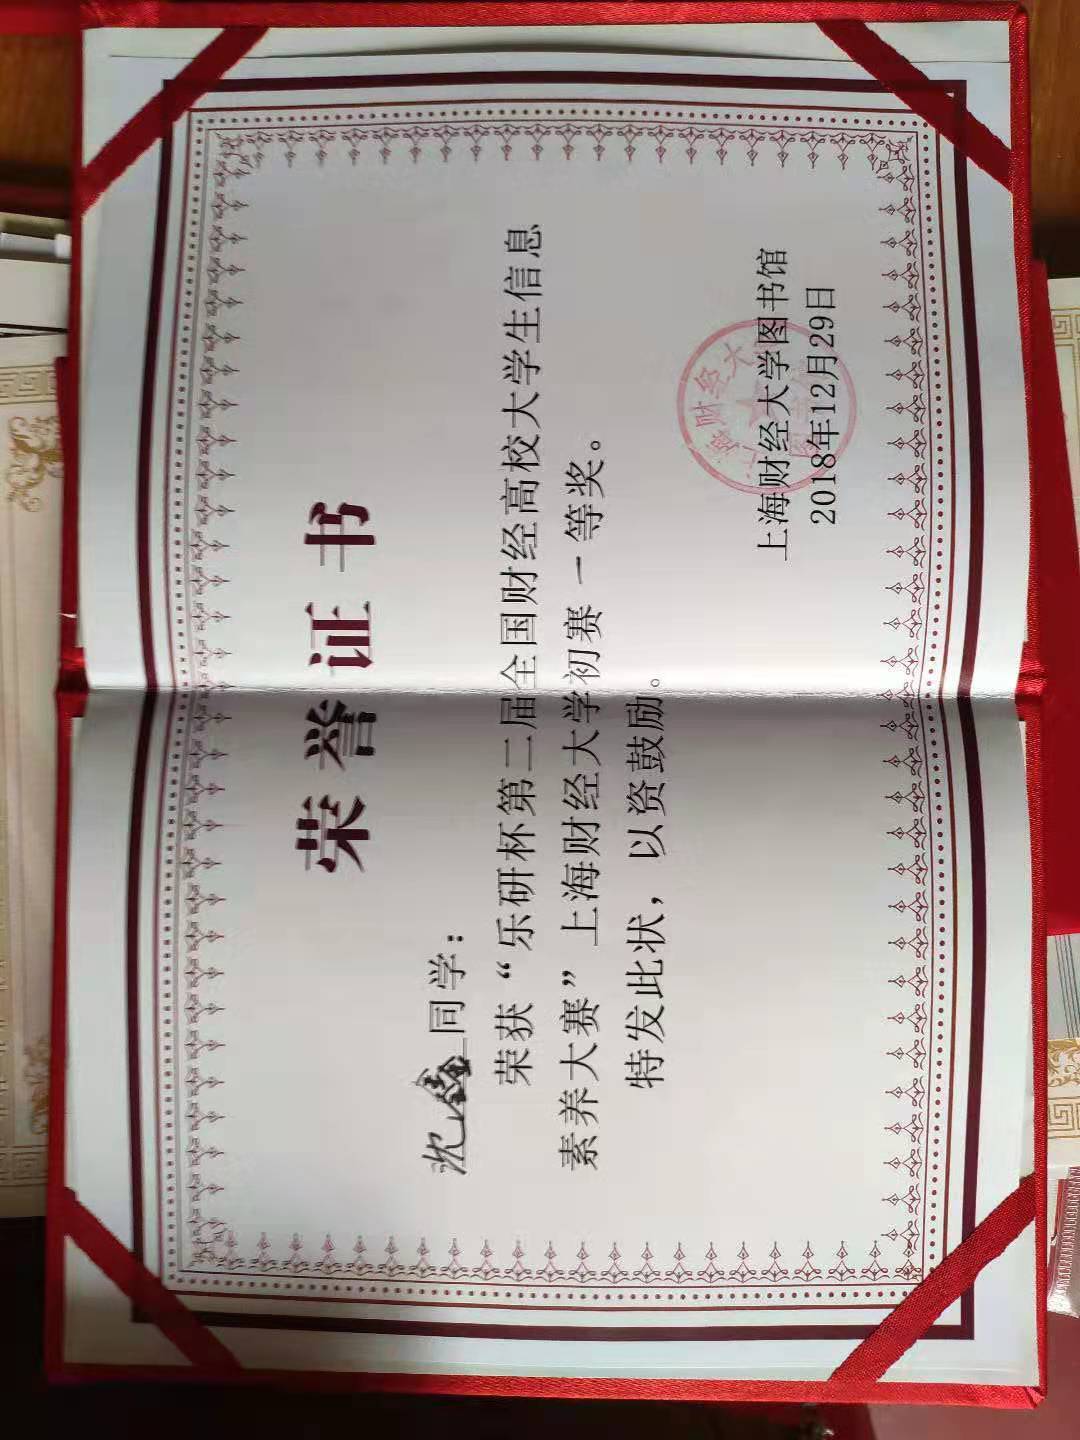 荣誉证书
沈鑫同学：
荣获“乐研杯第二届全国财经高校大学生信息
素养大赛”上海财经大学初赛 一等奖。
特发此状，以资鼓励。
上海财经大
上海财经大学图书馆
2018年12月29日